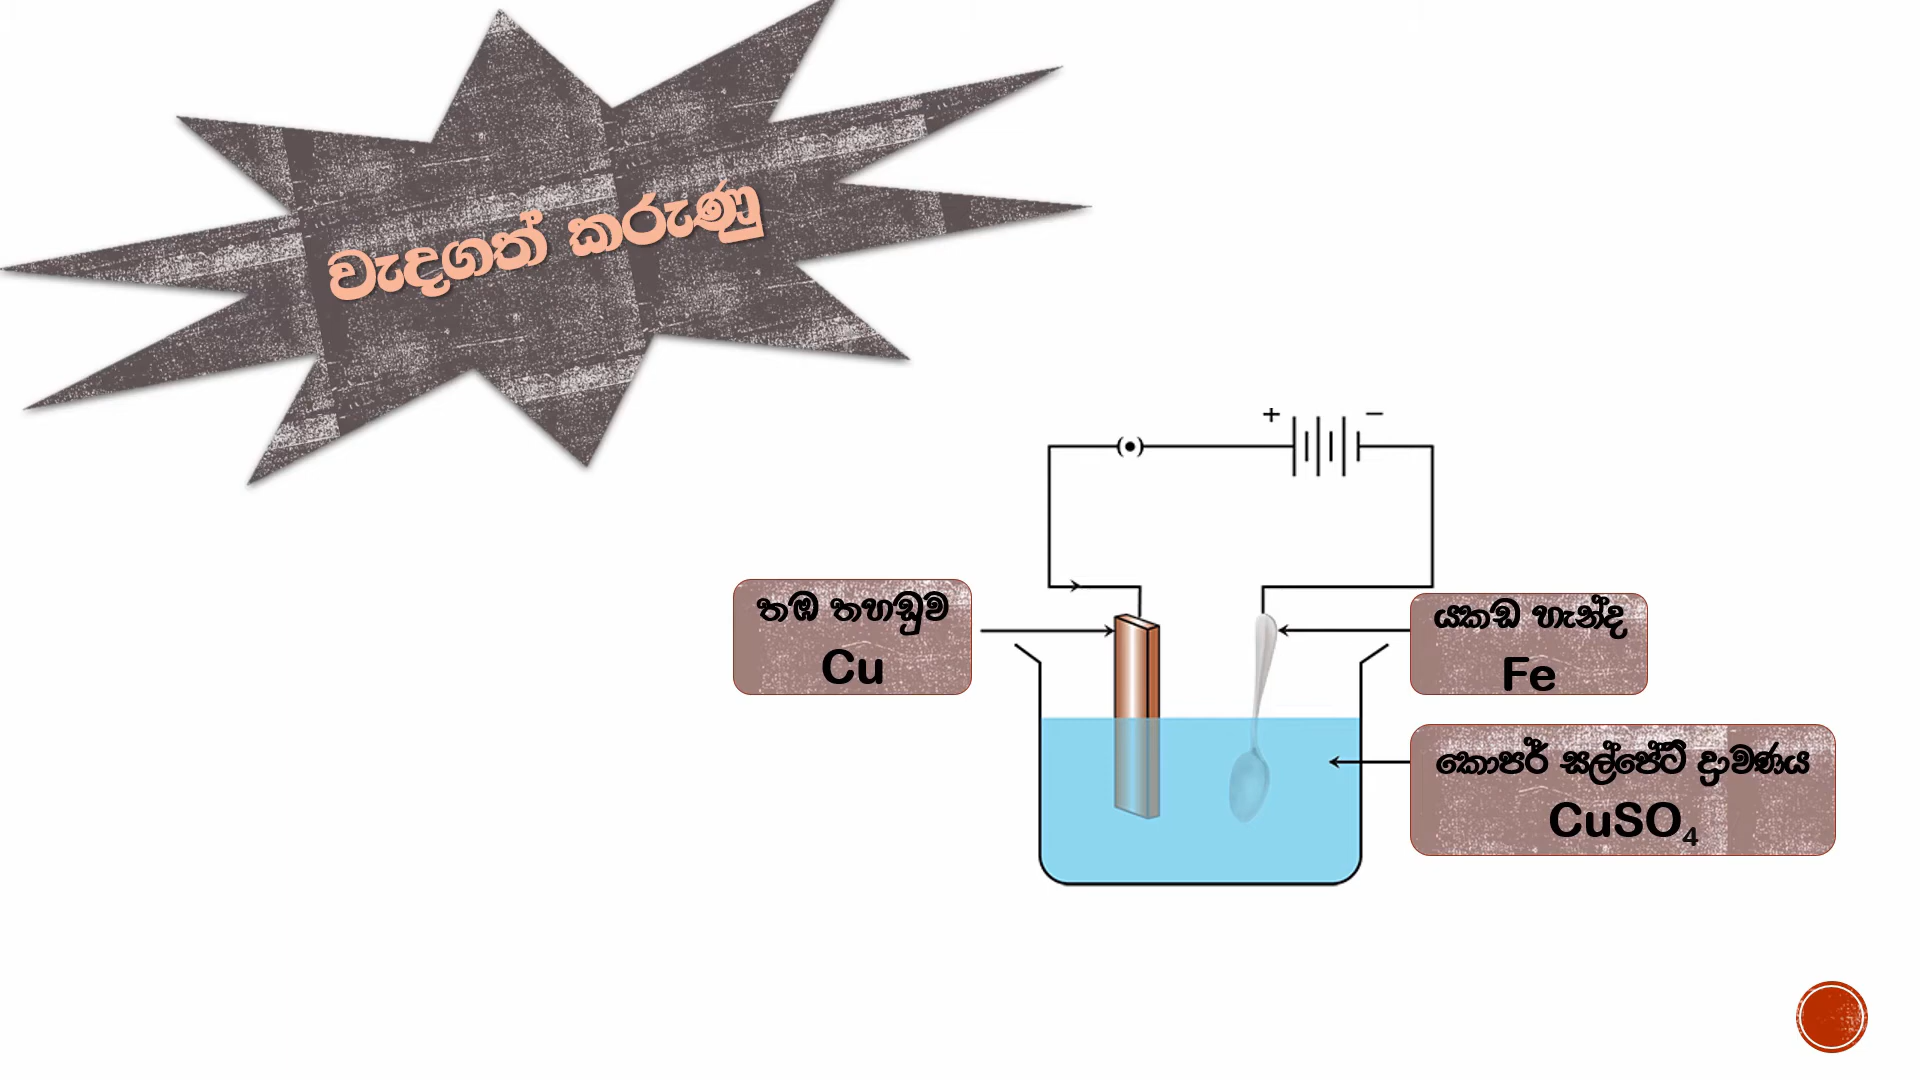 වැදගත් කරුණු
+ −
තඹ තහඩුව
Cu
යකඩ හැන්ද
Fe
කොපර් සල්පේට් ද්‍රාවණය
CuSO₄